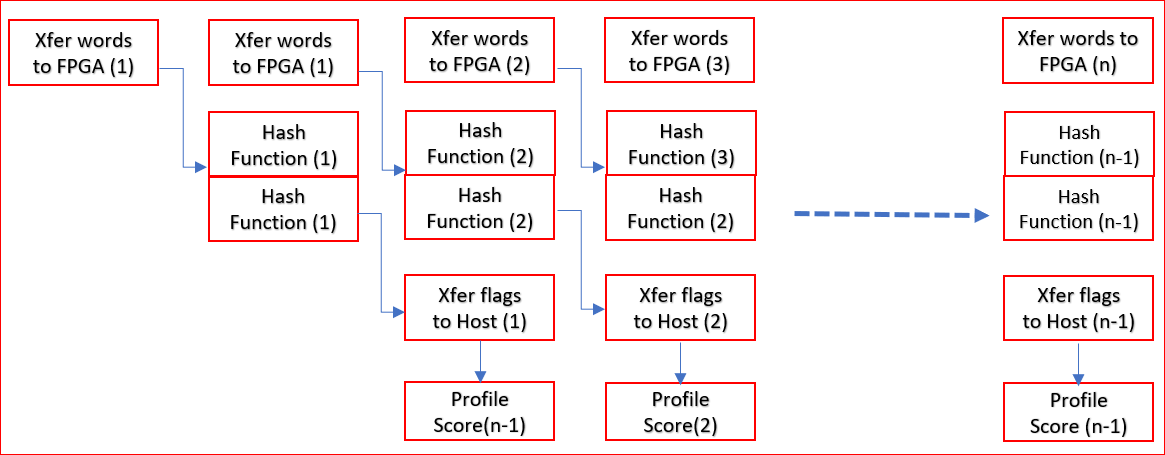 Xfer words
to FPGA (1)
Xfer words
to FPGA (1)
Xfer words
to FPGA (2)
Xfer words
to FPGA (3)
Xfer words to
FPGA (n)
Hash
Function (1)
Hash
Function (2)
Hash
Function (3)
Hash
Function (n-1)
Hash
Function (1)
Hash
Function (2)
Hash
Function (2)
Hash
Function (n-1)
Xfer flags
to Host (1)
Xfer flags
to Host (2)
Xfer flags
to Host (n-1)
Profile
Score(n-1)
Profile
Score(2)
Profile
Score (n-1)